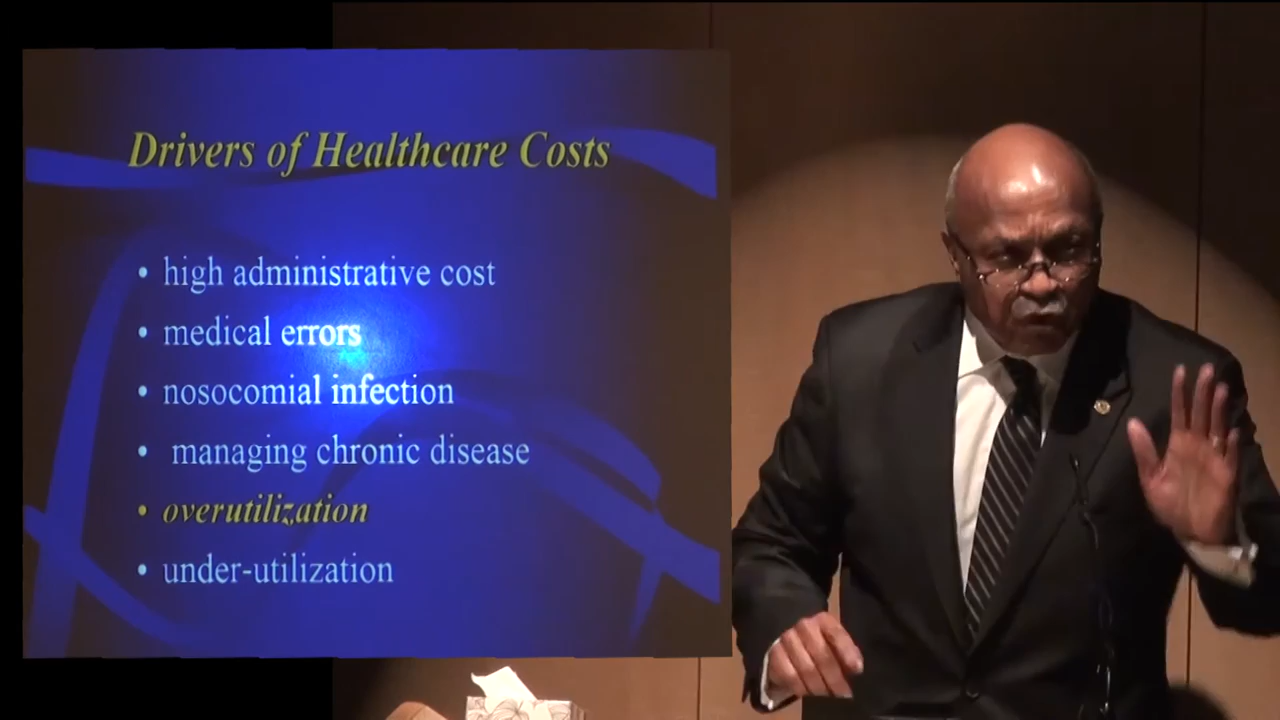 Drivers of Healthcare Costs
• high administrative cost
• medical errors
• nosocomial infection
• managing chronic disease
• overutilization
• under-utilization